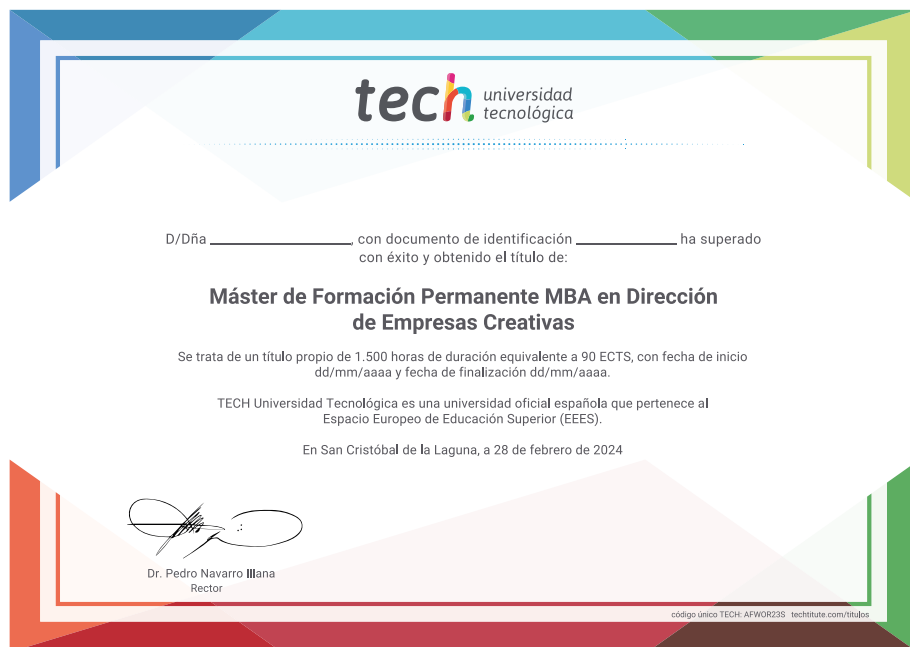 tech universidad
tecnológica
D/Dña ____________, con documento de identificación ____________ ha superado
con éxito y obtenido el título de:
Máster de Formación Permanente MBA en Dirección
de Empresas Creativas
Se trata de un título propio de 1.500 horas de duración equivalente a 90 ECTS, con fecha de inicio
dd/mm/aaaa y fecha de finalización dd/mm/aaaa.
TECH Universidad Tecnológica es una universidad oficial española que pertenece al
Espacio Europeo de Educación Superior (EEES).
En San Cristóbal de la Laguna, a 28 de febrero de 2024
Dr. Pedro Navarro Illana
Rector
código único TECH: AFWOR23S techtitute.com/titulos